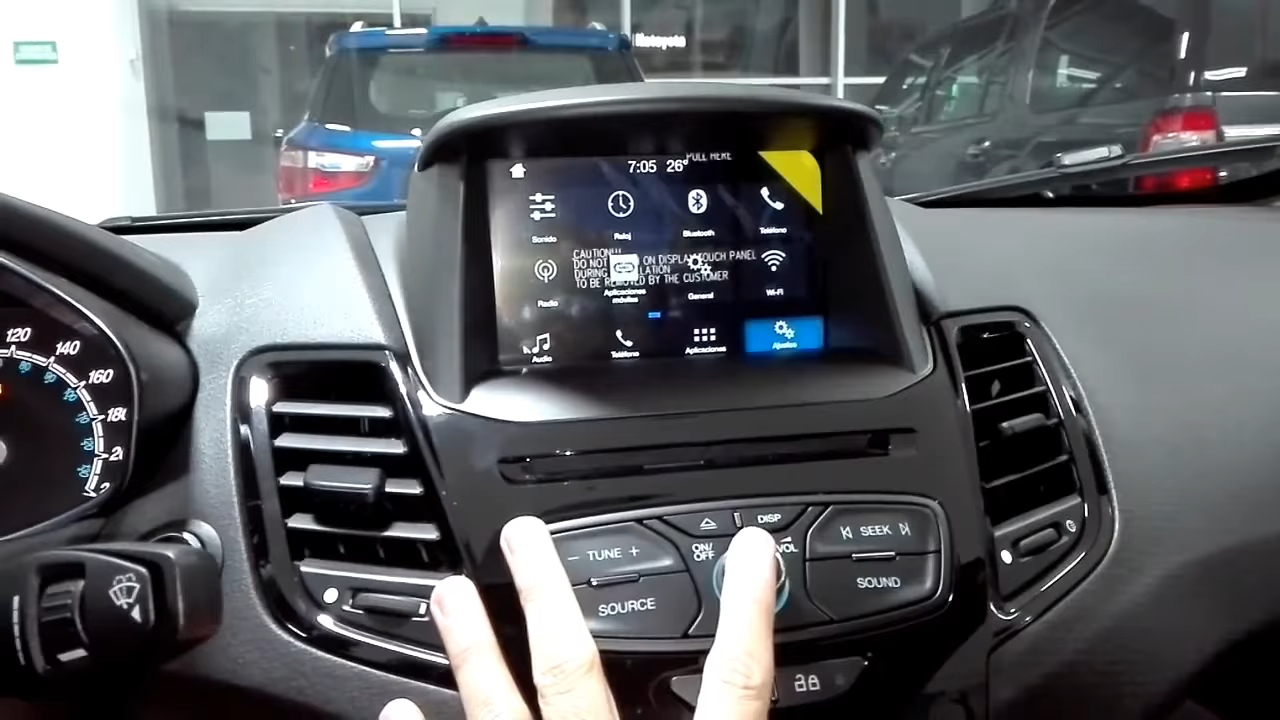 Motoyota
7:05 26°
PULL HERE
Sonido
Reloj
Bluetooth
Teléfono
CAUTION!!
DO NOT ON DISPLAY TOUCH PANEL
DURING
TO BE REMOVED BY THE CUSTOMER
Radio
Aplicaciones
móviles
General
Wi-Fi
Audio
Teléfono
Aplicaciones
Ajustes
120
140
160
180
DISP
TUNE
ON/
OFF
VOL
SEEK
SOURCE
SOUND